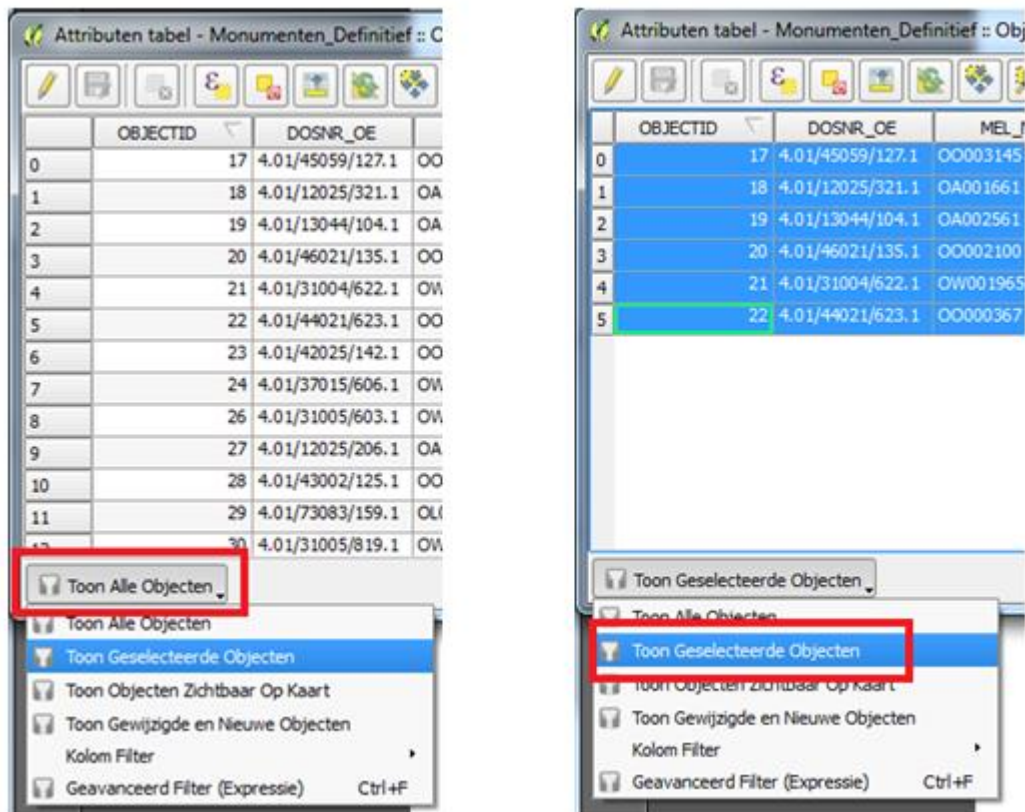 Attributen tabel - Monumenten_Definitief :: O
OBJECTID DOSNR_OE
0 17 4.01/45059/127.1 OO
1 18 4.01/12025/321.1 OA
2 19 4.01/13044/104.1 OA
3 20 4.01/46021/135.1 OO
4 21 4.01/31004/622.1 OW
5 22 4.01/44021/623.1 OO
6 23 4.01/42025/142.1 OO
7 24 4.01/37015/606.1 OW
8 26 4.01/31005/603.1 OW
9 27 4.01/12025/206.1 OA
10 28 4.01/43002/125.1 OO
11 29 4.01/73083/159.1 OL
12 30 4.01/31005/819.1 OW
Toon Alle Objecten
Toon Alle Objecten
Toon Geselecteerde Objecten
Toon Objecten Zichtbaar Op Kaart
Toon Gewijzigde en Nieuwe Objecten
Kolom Filter
Geavanceerd Filter (Expressie) Ctrl+F
Attributen tabel - Monumenten_Definitief :: Obj
OBJECTID DOSNR_OE MEL_
0 17 4.01/45059/127.1 OO003145
1 18 4.01/12025/321.1 OA001661
2 19 4.01/13044/104.1 OA002561
3 20 4.01/46021/135.1 OO002100
4 21 4.01/31004/622.1 OW001965
5 22 4.01/44021/623.1 OO000367
Toon Geselecteerde Objecten
Toon Alle Objecten
Toon Geselecteerde Objecten
Toon Objecten Zichtbaar Op Kaart
Toon Gewijzigde en Nieuwe Objecten
Kolom Filter
Geavanceerd Filter (Expressie) Ctrl+F